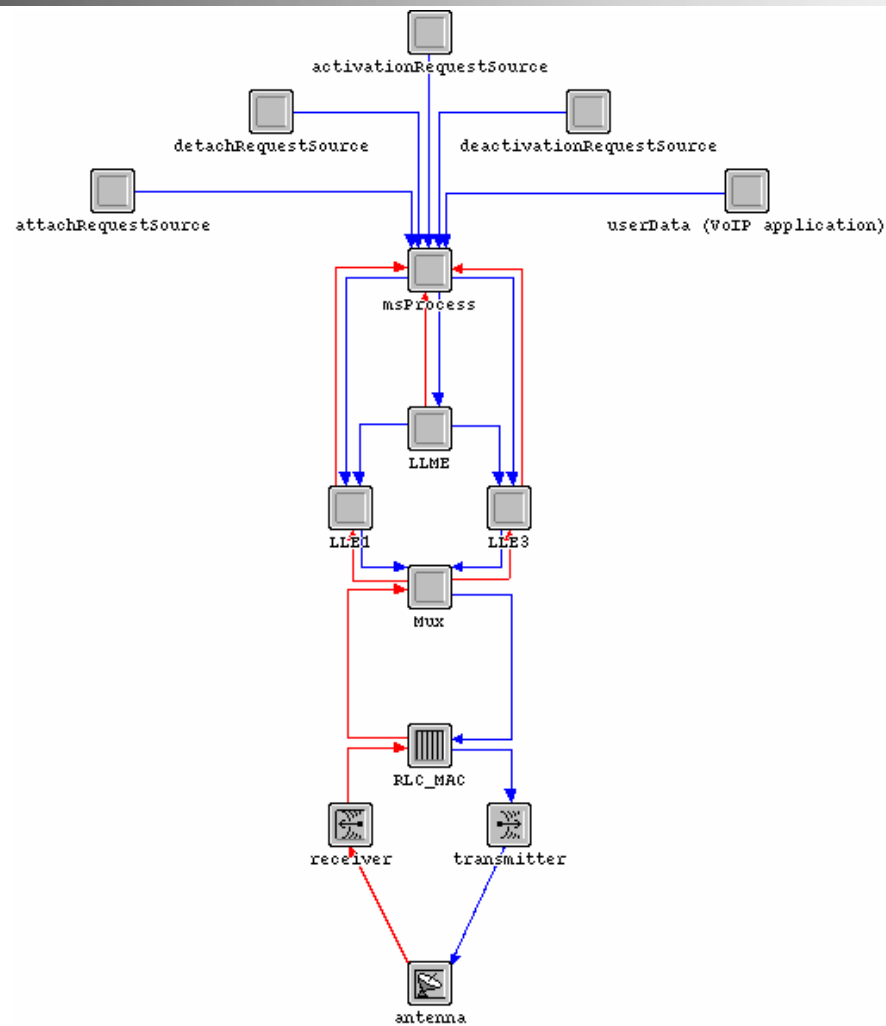 activationRequestSource
detachRequestSource
deactivationRequestSource
attachRequestSource
userData (VoIP application)
msProcess
LLME
LLE1
LLE3
Mux
RLC_MAC
receiver
transmitter
antenna